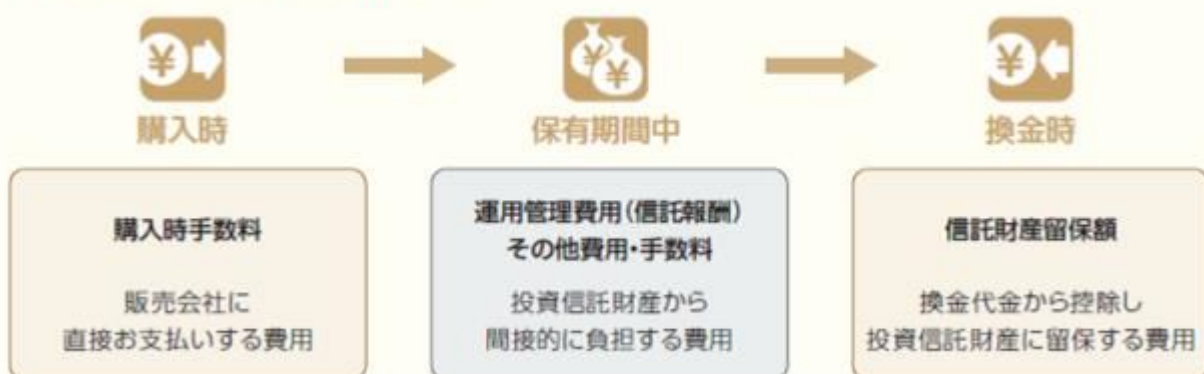 購入時
保有期間中
換金時
購入時手数料
販売会社に
直接お支払いする費用
運用管理費用(信託報酬)
その他費用・手数料
投資信託財産から
間接的に負担する費用
信託財産留保額
換金代金から控除し
投資信託財産に留保する費用